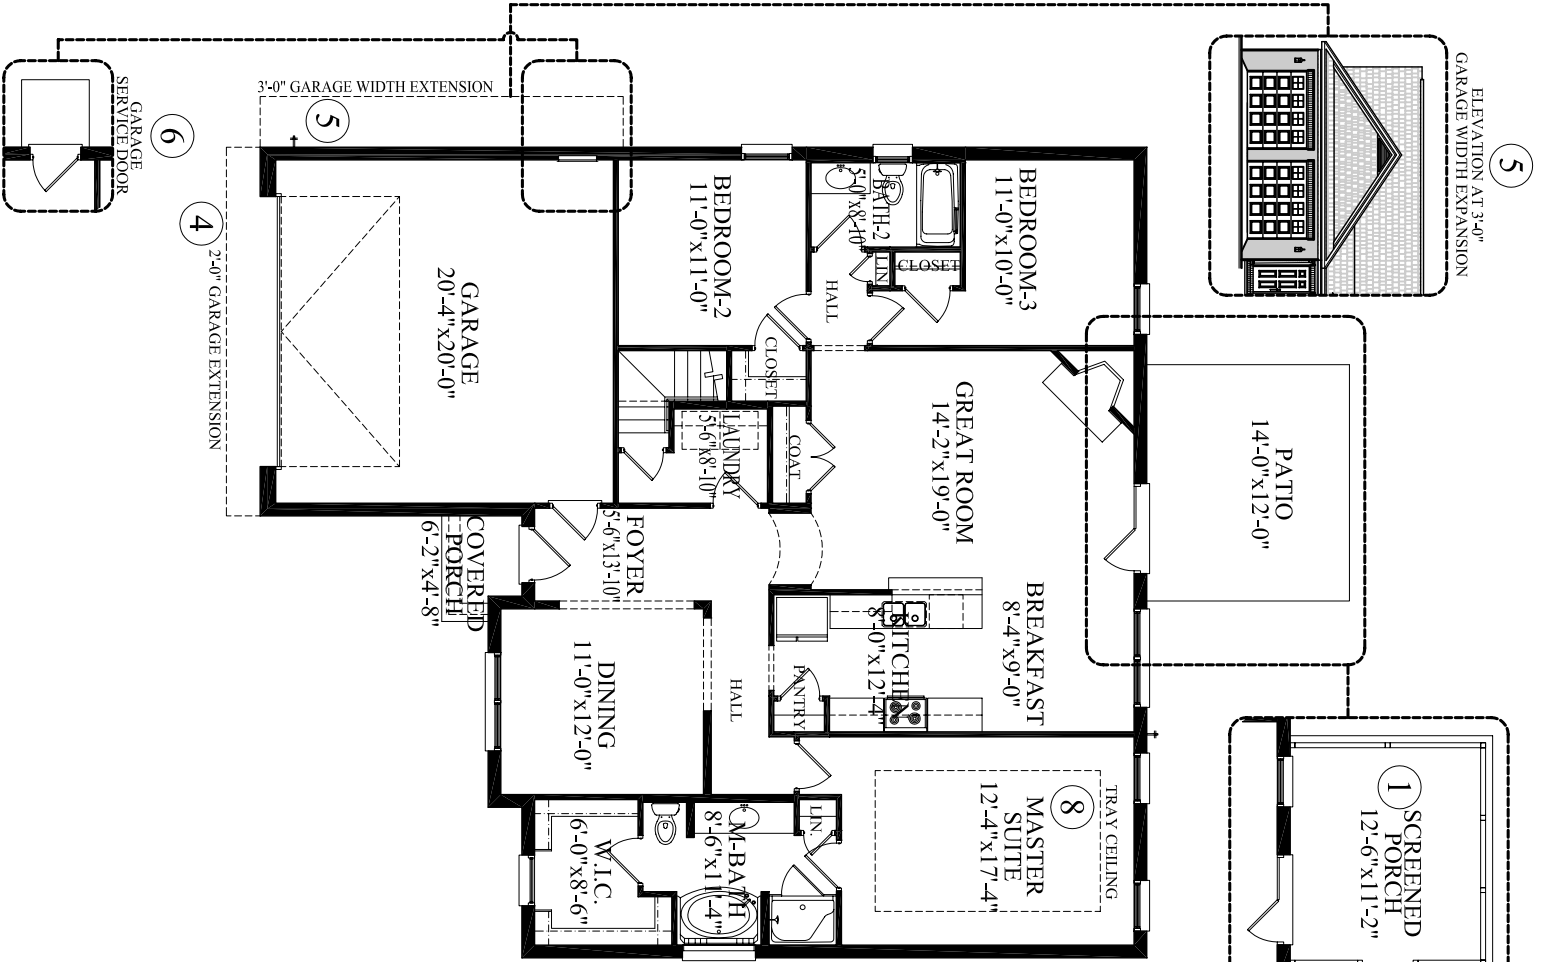 5
ELEVATION AT 3'-0"
GARAGE WIDTH EXPANSION
PATIO
14'-0"x12'-0"
1
SCREENED
PORCH
12'-6"x11'-2"
BEDROOM-3
11'-0"x10'-0"
BREAKFAST
8'-4"x9'-0"
TRAY CEILING
8
MASTER
SUITE
12'-4"x17'-4"
GREAT ROOM
14'-2"x19'-0"
CLOSET
LIN
BATH-2
5'-0"x8'-10"
HALL
KITCHEN
8'-0"x12'-4"
PANTRY
LIN.
COAT
CLOSET
BEDROOM-2
11'-0"x11'-0"
LAUNDRY
5'-6"x8'-10"
HALL
M-BATH
8'-6"x11'-4"
FOYER
5'-6"x13'-10"
DINING
11'-0"x12'-0"
W.I.C.
6'-0"x8'-6"
GARAGE
20'-4"x20'-0"
COVERED
PORCH
6'-2"x4'-8"
3'-0" GARAGE WIDTH EXTENSION
5
4
2'-0" GARAGE EXTENSION
6
GARAGE
SERVICE DOOR